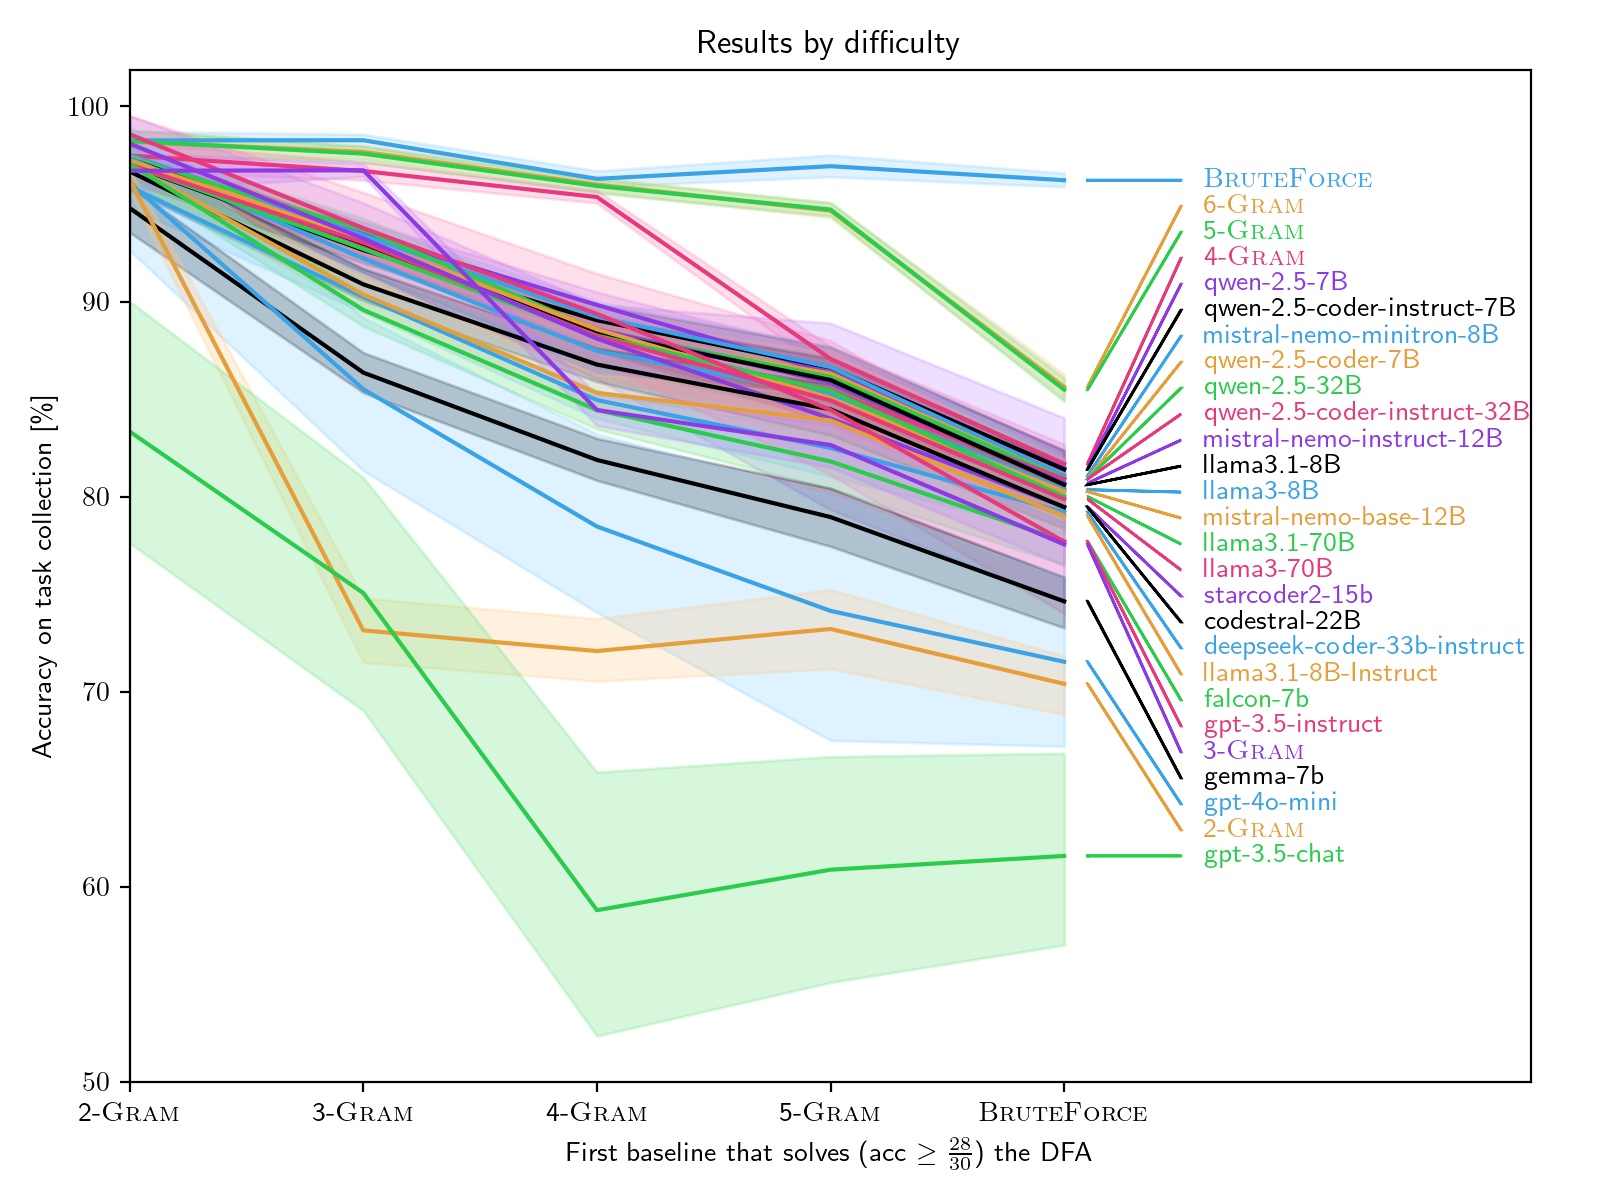 Results by difficulty
Accuracy on task collection [%]
100
90
80
70
60
50
2-Gram 3-Gram 4-Gram 5-Gram BruteForce
First baseline that solves (acc ≥ 28/30) the DFA
BruteForce
6-Gram
5-Gram
4-Gram
qwen-2.5-7B
qwen-2.5-coder-instruct-7B
mistral-nemo-minitron-8B
qwen-2.5-coder-7B
qwen-2.5-32B
qwen-2.5-coder-instruct-32B
mistral-nemo-instruct-12B
llama3.1-8B
llama3-8B
mistral-nemo-base-12B
llama3.1-70B
llama3-70B
starcoder2-15b
codestral-22B
deepseek-coder-33b-instruct
llama3.1-8B-Instruct
falcon-7b
gpt-3.5-instruct
3-Gram
gemma-7b
gpt-4o-mini
2-Gram
gpt-3.5-chat